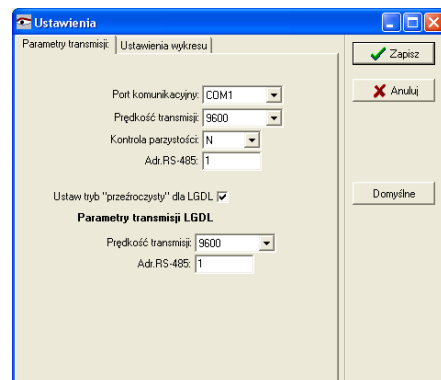 Ustawienia
Parametry transmisji
Ustawienia wykresu
Zapisz
Port komunikacyjny: COM1
Anuluj
Prędkość transmisji: 9600
Kontrola parzystości: N
Adr.RS-485: 1
Ustaw tryb "przeźroczysty" dla LGDL
Domyślne
Parametry transmisji LGDL
Prędkość transmisji: 9600
Adr.RS-485: 1